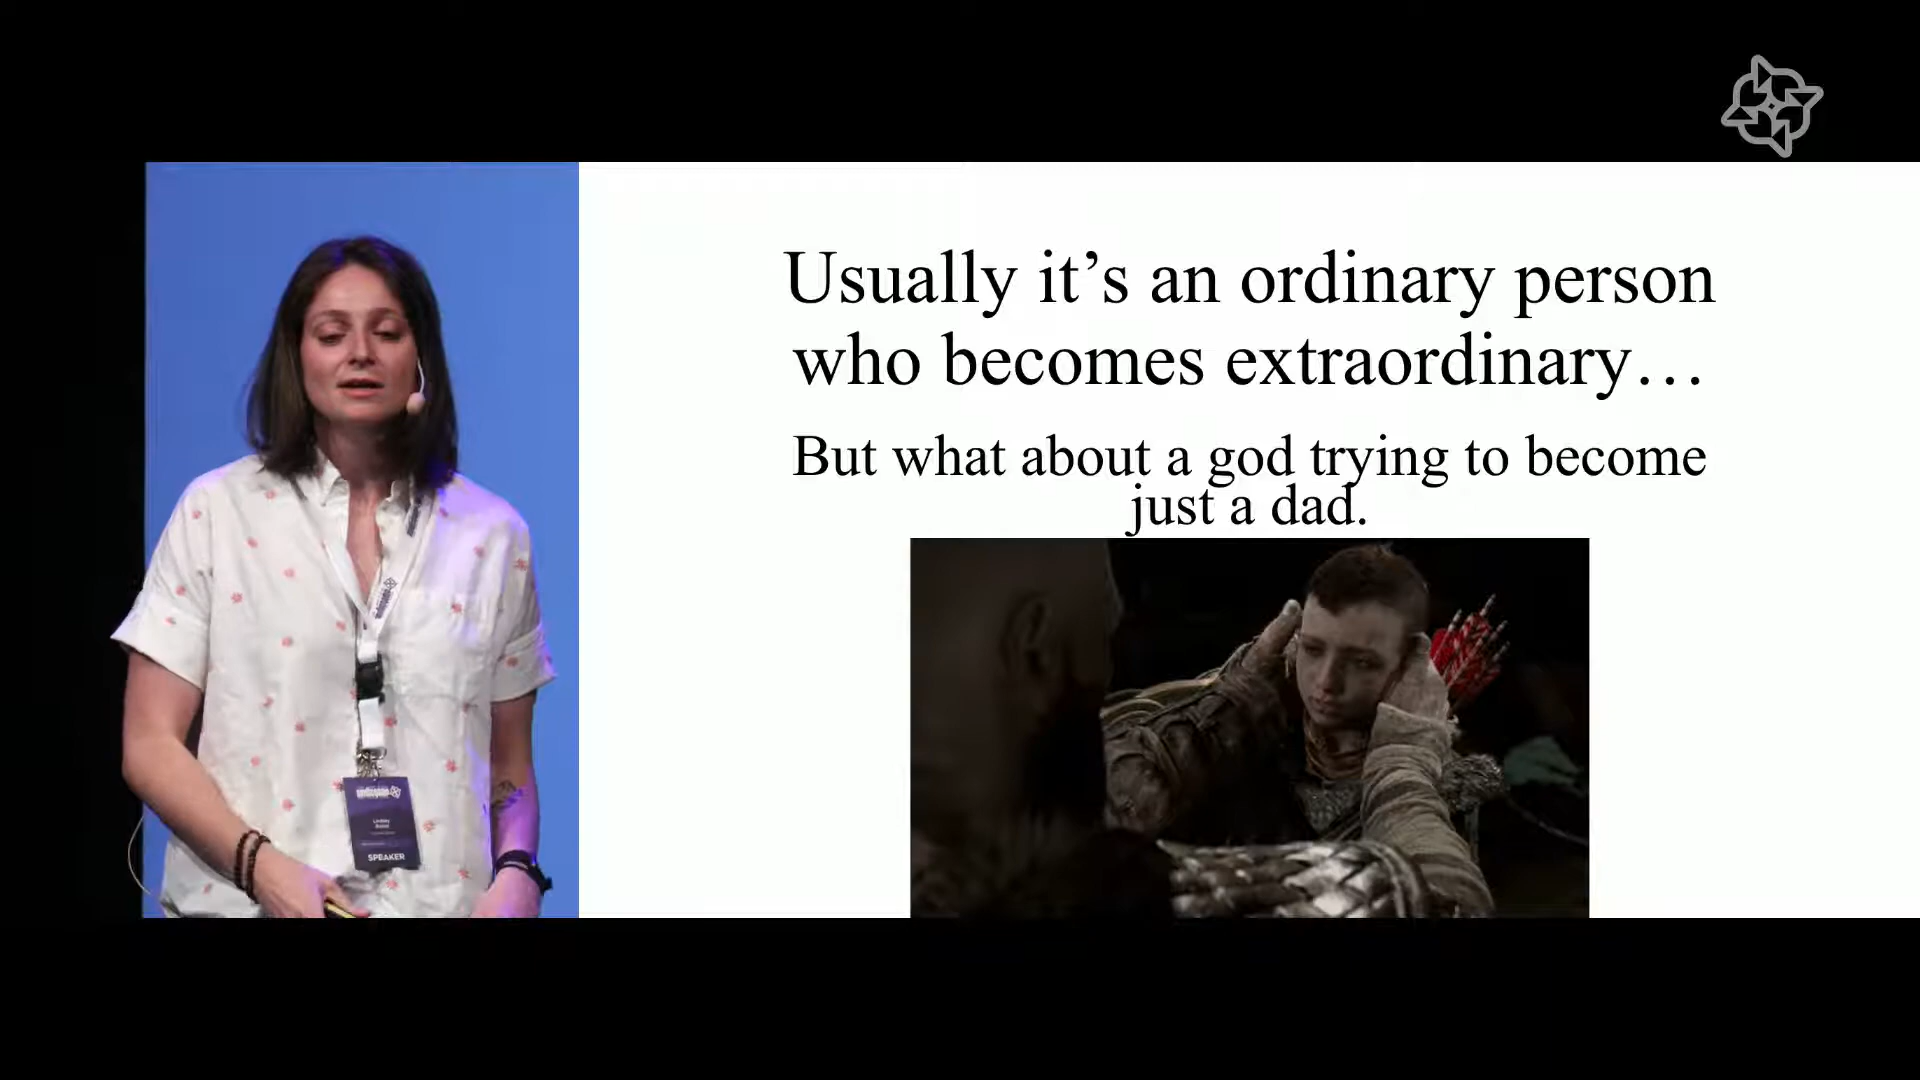 Usually it’s an ordinary person
who becomes extraordinary…
But what about a god trying to become
just a dad.
SPEAKER